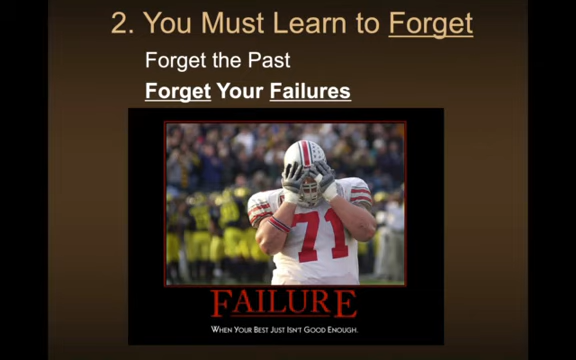 2. You Must Learn to Forget
Forget the Past
Forget Your Failures
71
FAILURE
WHEN YOUR BEST JUST ISN'T GOOD ENOUGH.